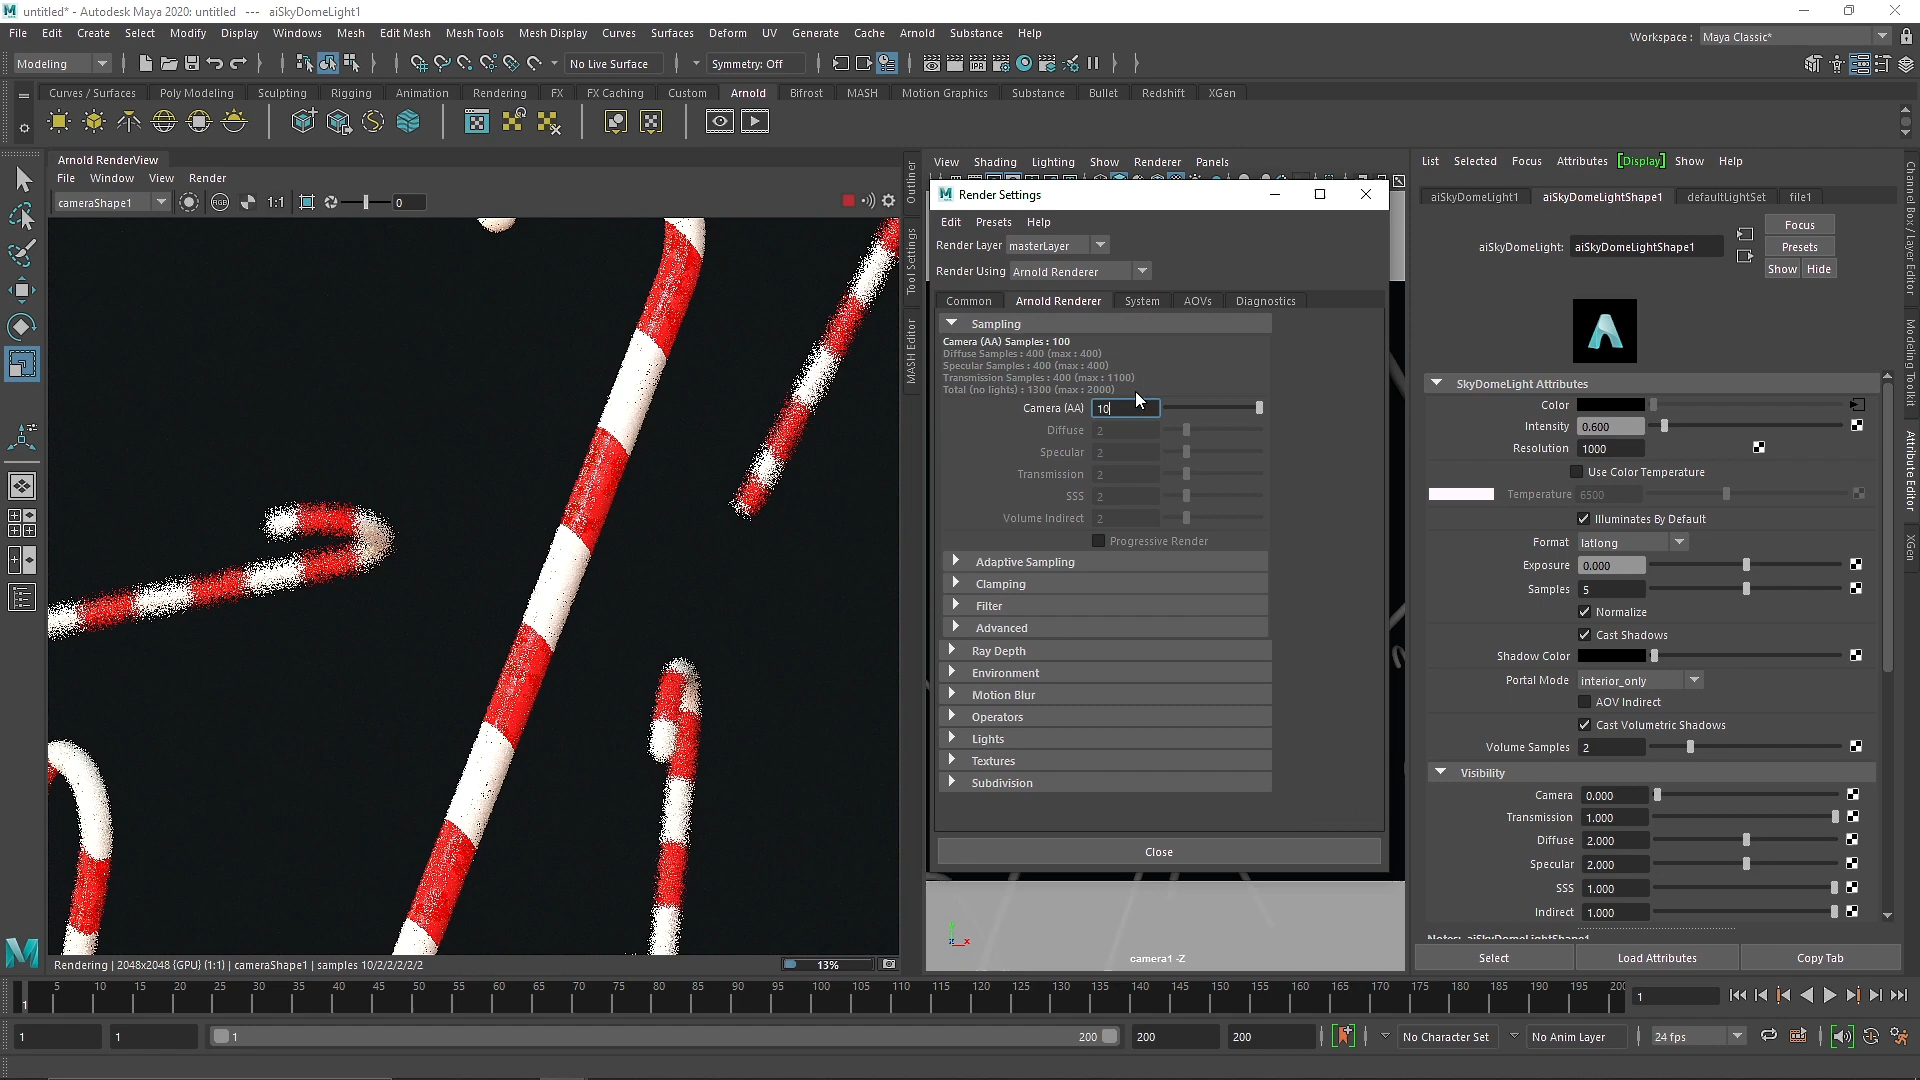 untitled* - Autodesk Maya 2020: untitled --- aiSkyDomeLight1
File Edit Create Select Modify Display Windows Mesh Edit Mesh Mesh Tools Mesh Display Curves Surfaces Deform UV Generate Cache Arnold Substance Help
Workspace : Maya Classic*
Modeling No Live Surface Symmetry: Off
Curves / Surfaces Poly Modeling Sculpting Rigging Animation Rendering FX FX Caching Custom Arnold Bifrost MASH Motion Graphics Substance Bullet Redshift XGen
Arnold RenderView
File Window View Render
cameraShape1 RGB 1:1 0
Rendering | 2048x2048 (GPU) (1:1) | cameraShape1 | samples 10/2/2/2/2/2
13%
Outliner
Tool Settings
MASH Editor
View Shading Lighting Show Renderer Panels
Render Settings
Edit Presets Help
Render Layer masterLayer
Render Using Arnold Renderer
Common Arnold Renderer System AOVs Diagnostics
Sampling
Camera (AA) Samples : 100
Diffuse Samples : 400 (max : 400)
Specular Samples : 400 (max : 400)
Transmission Samples : 400 (max : 1100)
Total (no lights) : 1300 (max : 2000)
Camera (AA) 10
Diffuse 2
Specular 2
Transmission 2
SSS 2
Volume Indirect 2
Progressive Render
Adaptive Sampling
Clamping
Filter
Advanced
Ray Depth
Environment
Motion Blur
Operators
Lights
Textures
Subdivision
Close
camera1 -Z
x
List Selected Focus Attributes [Display] Show Help
aiSkyDomeLight1 aiSkyDomeLightShape1 defaultLightSet file1
Focus
aiSkyDomeLight: aiSkyDomeLightShape1
Presets
Show Hide
SkyDomeLight Attributes
Color
Intensity 0.600
Resolution 1000
Use Color Temperature
Temperature 6500
Illuminates By Default
Format latlong
Exposure 0.000
Samples 5
Normalize
Cast Shadows
Shadow Color
Portal Mode interior_only
AOV Indirect
Cast Volumetric Shadows
Volume Samples 2
Visibility
Camera 0.000
Transmission 1.000
Diffuse 2.000
Specular 2.000
SSS 1.000
Indirect 1.000
Notes: aiSkyDomeLightShape1
Select Load Attributes Copy Tab
Channel Box / Layer Editor
Modeling Toolkit
Attribute Editor
XGen
1 5 10 15 20 25 30 35 40 45 50 55 60 65 70 75 80 85 90 95 100 105 110 115 120 125 130 135 140 145 150 155 160 165 170 175 180 185 190 195 1
1 1 1 200 200 200 No Character Set No Anim Layer 24 fps